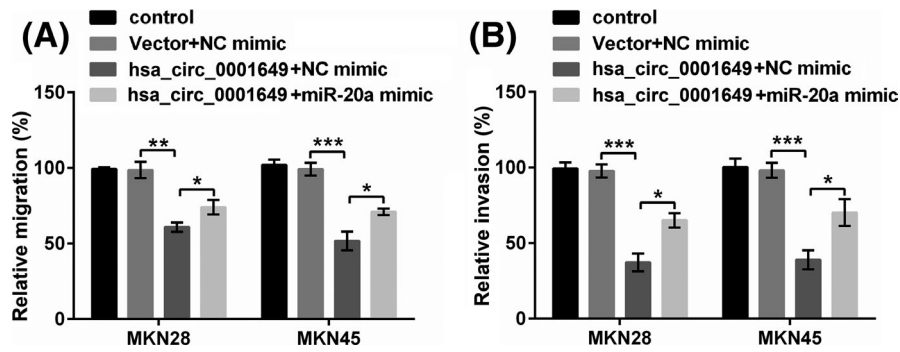 (A)
control
Vector+NC mimic
hsa_circ_0001649+NC mimic
hsa_circ_0001649+miR-20a mimic
Relative migration (%)
150
100
50
0
**
*
***
*
MKN28
MKN45
(B)
control
Vector+NC mimic
hsa_circ_0001649+NC mimic
hsa_circ_0001649+miR-20a mimic
Relative invasion (%)
150
100
50
0
***
*
***
*
MKN28
MKN45